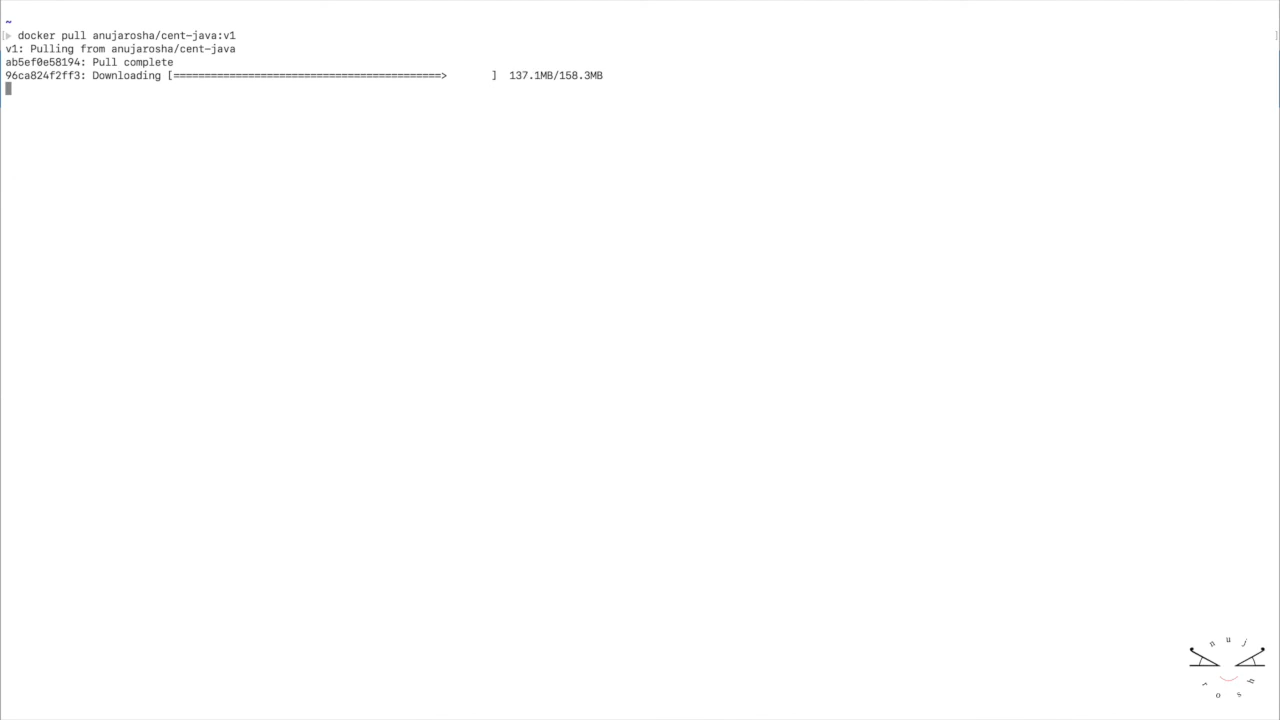 ~
▶ docker pull anujarosha/cent-java:v1
v1: Pulling from anujarosha/cent-java
ab5ef0e58194: Pull complete
96ca824f2ff3: Downloading [===========================================>       ]  137.1MB/158.3MB
n u j
r o s h